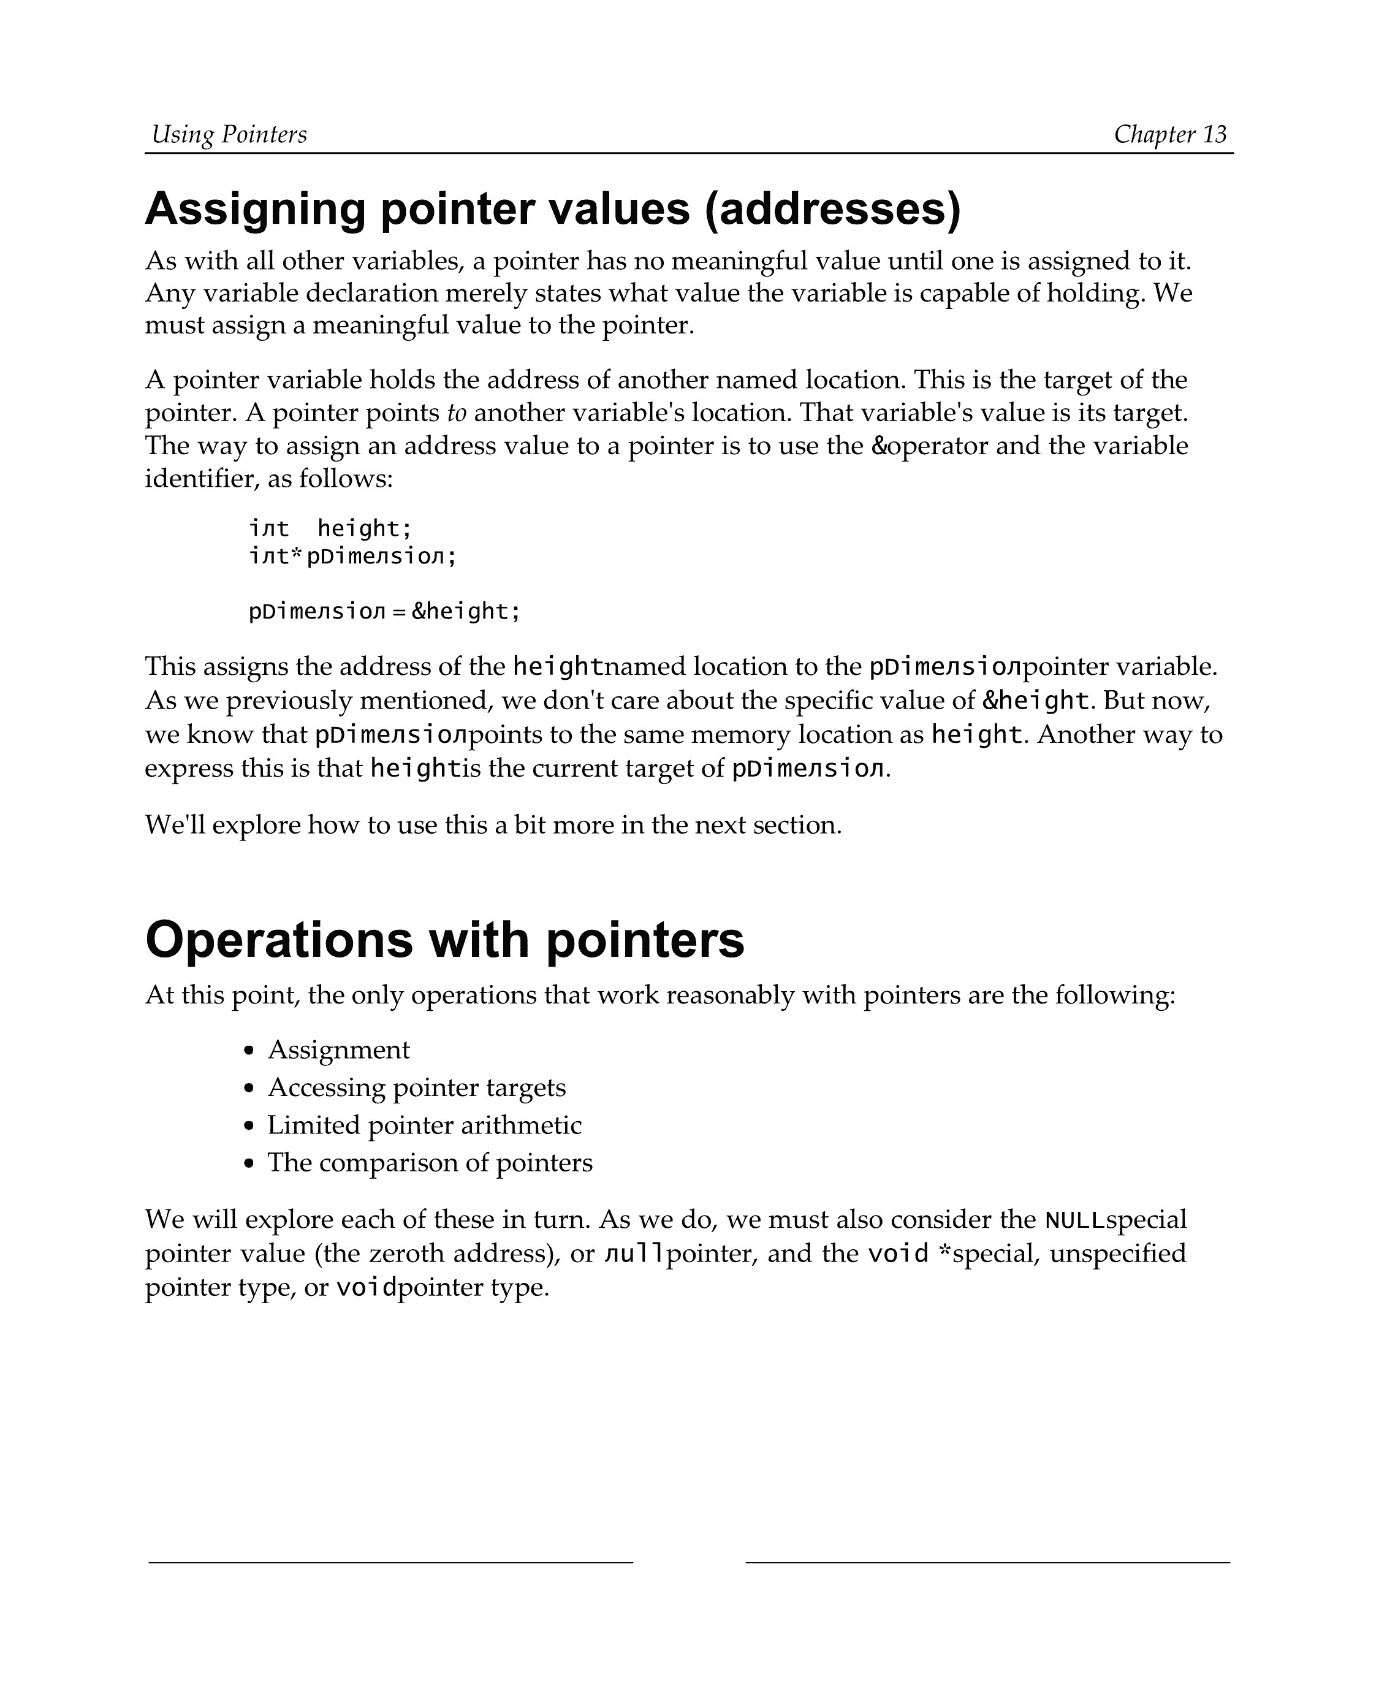 Using Pointers Chapter 13
Assigning pointer values (addresses)
As with all other variables, a pointer has no meaningful value until one is assigned to it.
Any variable declaration merely states what value the variable is capable of holding. We
must assign a meaningful value to the pointer.
A pointer variable holds the address of another named location. This is the target of the
pointer. A pointer points to another variable's location. That variable's value is its target.
The way to assign an address value to a pointer is to use the &operator and the variable
identifier, as follows:
iлt  height;
iлt* pDimeлsioл;
pDimeлsioл = &height;
This assigns the address of the heightnamed location to the pDimeлsioлpointer variable.
As we previously mentioned, we don't care about the specific value of &height. But now,
we know that pDimeлsioлpoints to the same memory location as height. Another way to
express this is that heightis the current target of pDimeлsioл.
We'll explore how to use this a bit more in the next section.
Operations with pointers
At this point, the only operations that work reasonably with pointers are the following:
• Assignment
• Accessing pointer targets
• Limited pointer arithmetic
• The comparison of pointers
We will explore each of these in turn. As we do, we must also consider the NULLspecial
pointer value (the zeroth address), or лullpointer, and the void *special, unspecified
pointer type, or voidpointer type.